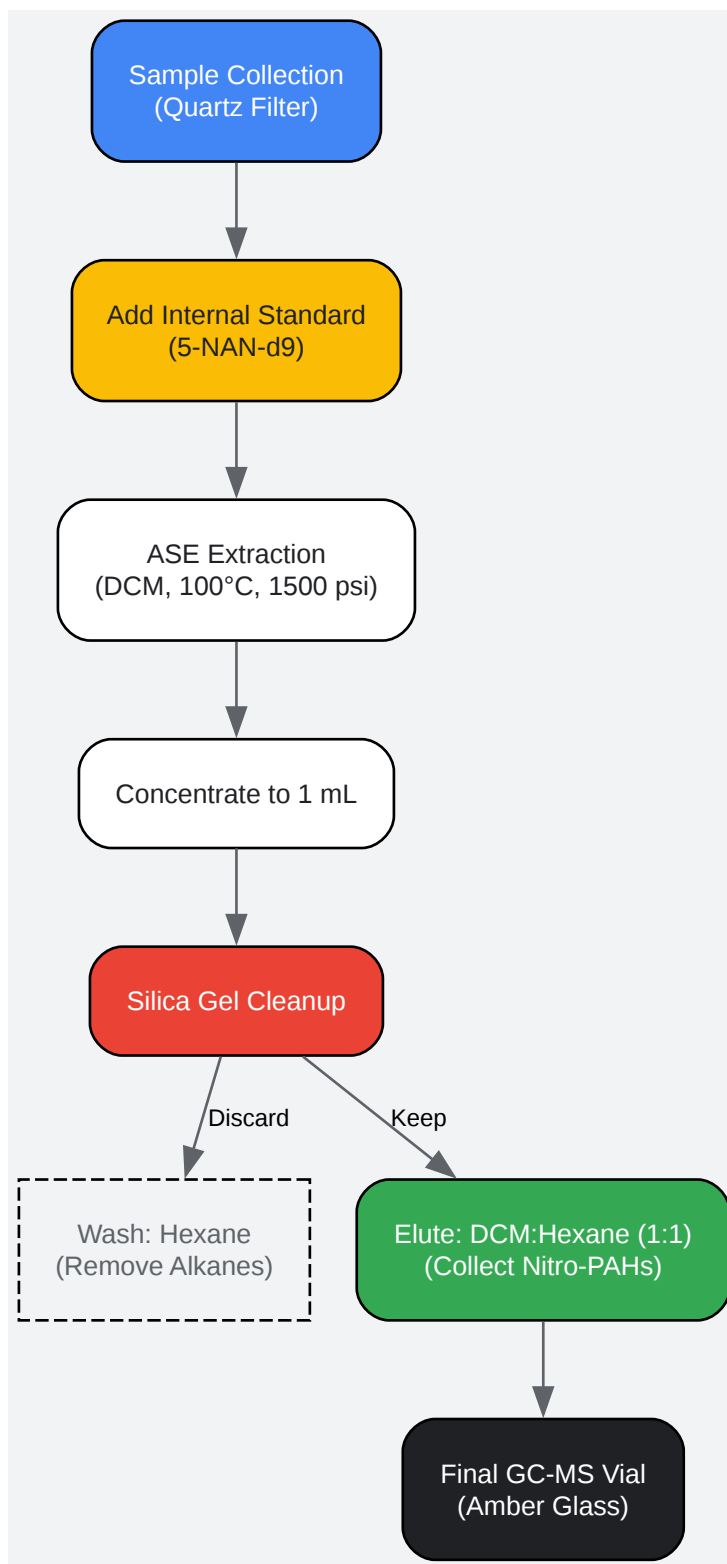 Sample Collection
(Quartz Filter)
Add Internal Standard
(5-NAN-d9)
ASE Extraction
(DCM, 100°C, 1500 psi)
Concentrate to 1 mL
Silica Gel Cleanup
Discard
Keep
Wash: Hexane
(Remove Alkanes)
Elute: DCM:Hexane (1:1)
(Collect Nitro-PAHs)
Final GC-MS Vial
(Amber Glass)